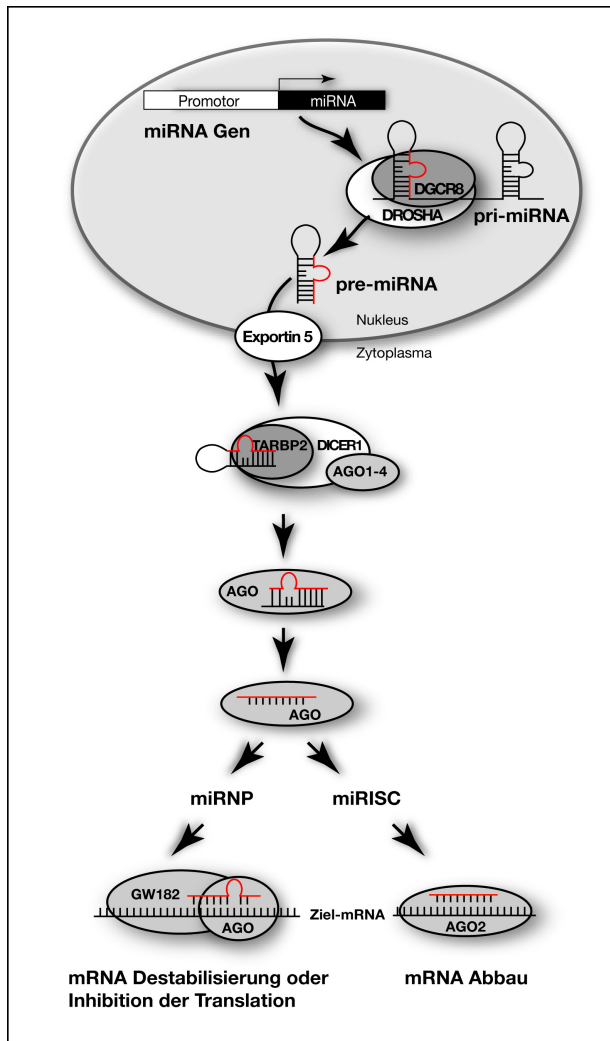 Promotor
miRNA
miRNA Gen
DGCR8
DROSHA
pri-miRNA
pre-miRNA
Nukleus
Exportin 5
Zytoplasma
TARBP2
DICER1
AGO1-4
AGO
AGO
miRNP
miRISC
GW182
AGO
Ziel-mRNA
AGO2
mRNA Destabilisierung oder
Inhibition der Translation
mRNA Abbau